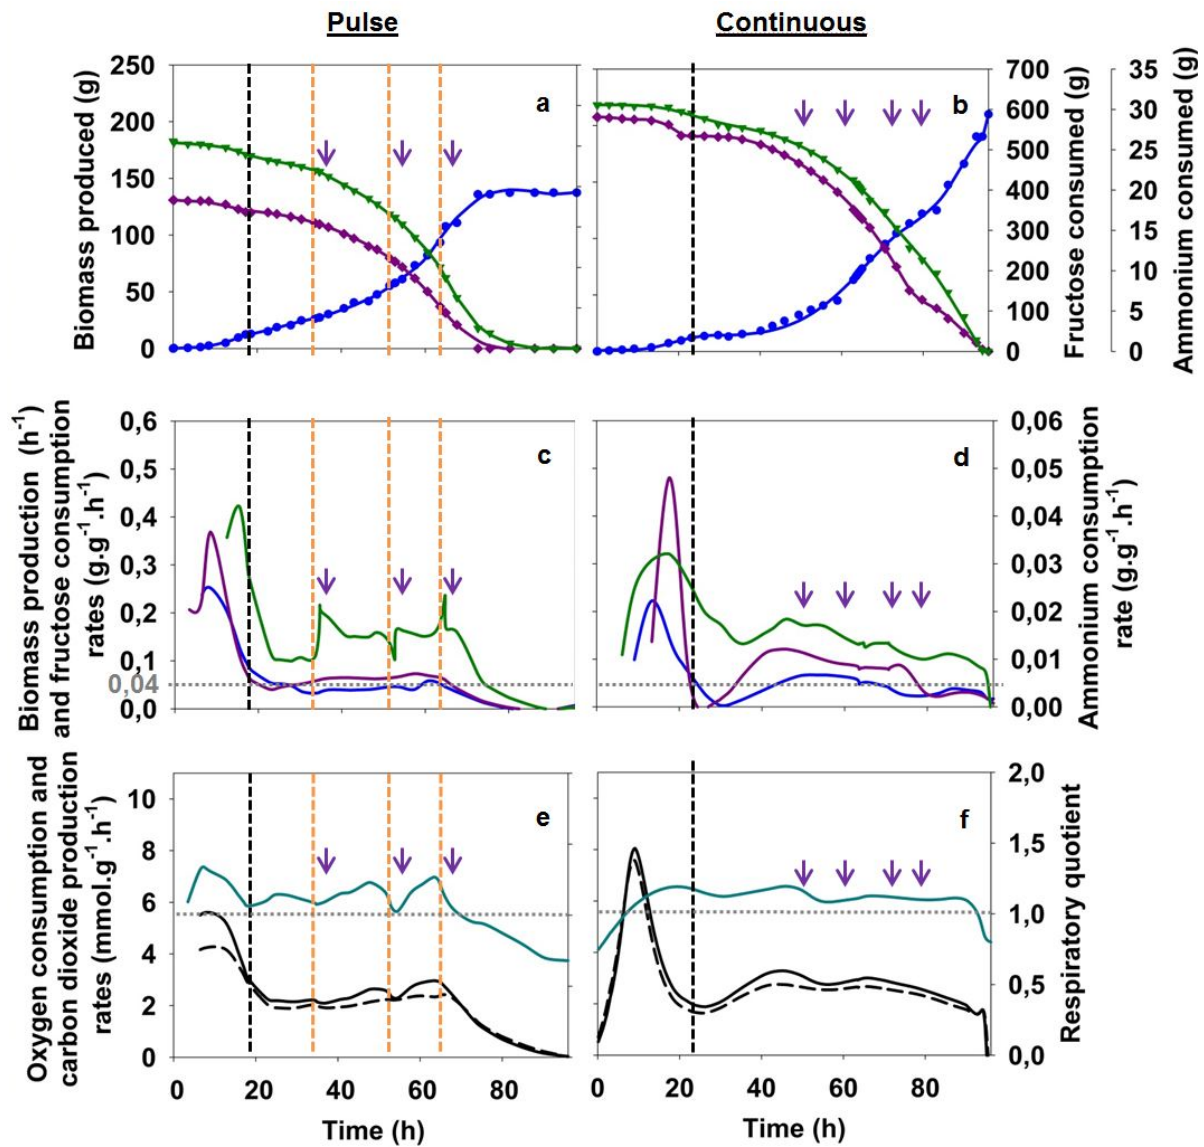 Pulse
Continuous
Biomass produced (g)
250
200
150
100
50
0
a
b
700
600
500
400
300
200
100
0
Fructose consumed (g)
35
30
25
20
15
10
5
0
Ammonium consumed (g)
Biomass production (h⁻¹)
and fructose consumption
rates (g.g⁻¹.h⁻¹)
0,6
0,5
0,4
0,3
0,2
0,1
0,04
0,0
c
0 20 40 60 80
d
0,06
0,05
0,04
0,03
0,02
0,01
0,00
Ammonium consumption
rate (g.g⁻¹.h⁻¹)
Oxygen consumption and
carbon dioxide production
rates (mmol.g⁻¹.h⁻¹)
10
8
6
4
2
0
e
f
2,0
1,5
1,0
0,5
0,0
Respiratory quotient
0 20 40 60 80
0 20 40 60 80
Time (h)
Time (h)